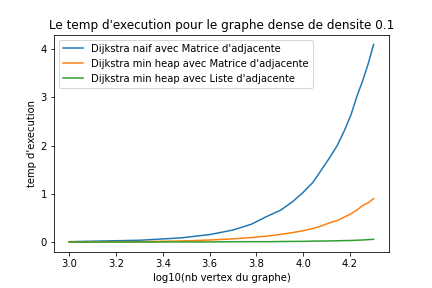 Le temp d'execution pour le graphe dense de densite 0.1
Dijkstra naif avec Matrice d'adjacente
Dijkstra min heap avec Matrice d'adjacente
Dijkstra min heap avec Liste d'adjacente
temp d'execution
4
3
2
1
0
3.0 3.2 3.4 3.6 3.8 4.0 4.2
log10(nb vertex du graphe)